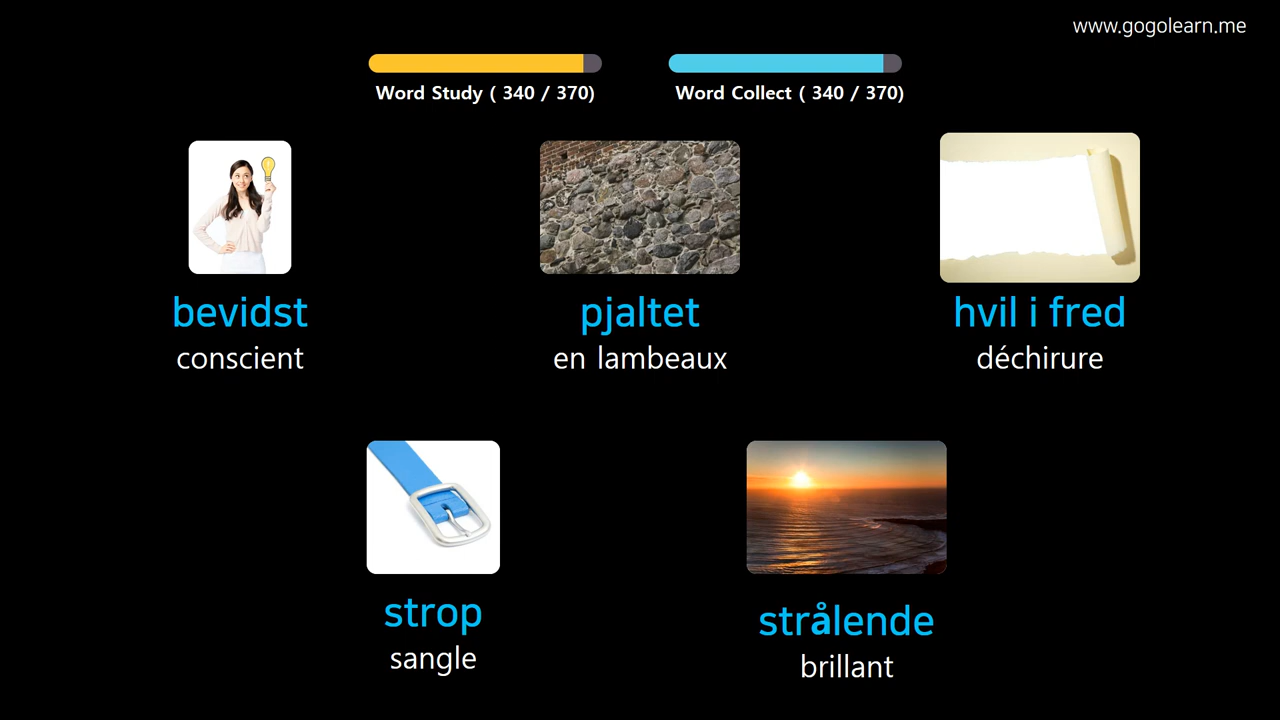 www.gogolearn.me
Word Study ( 340 / 370)
Word Collect ( 340 / 370)
bevidst
conscient
pjaltet
en lambeaux
hvil i fred
déchirure
strop
sangle
strålende
brillant